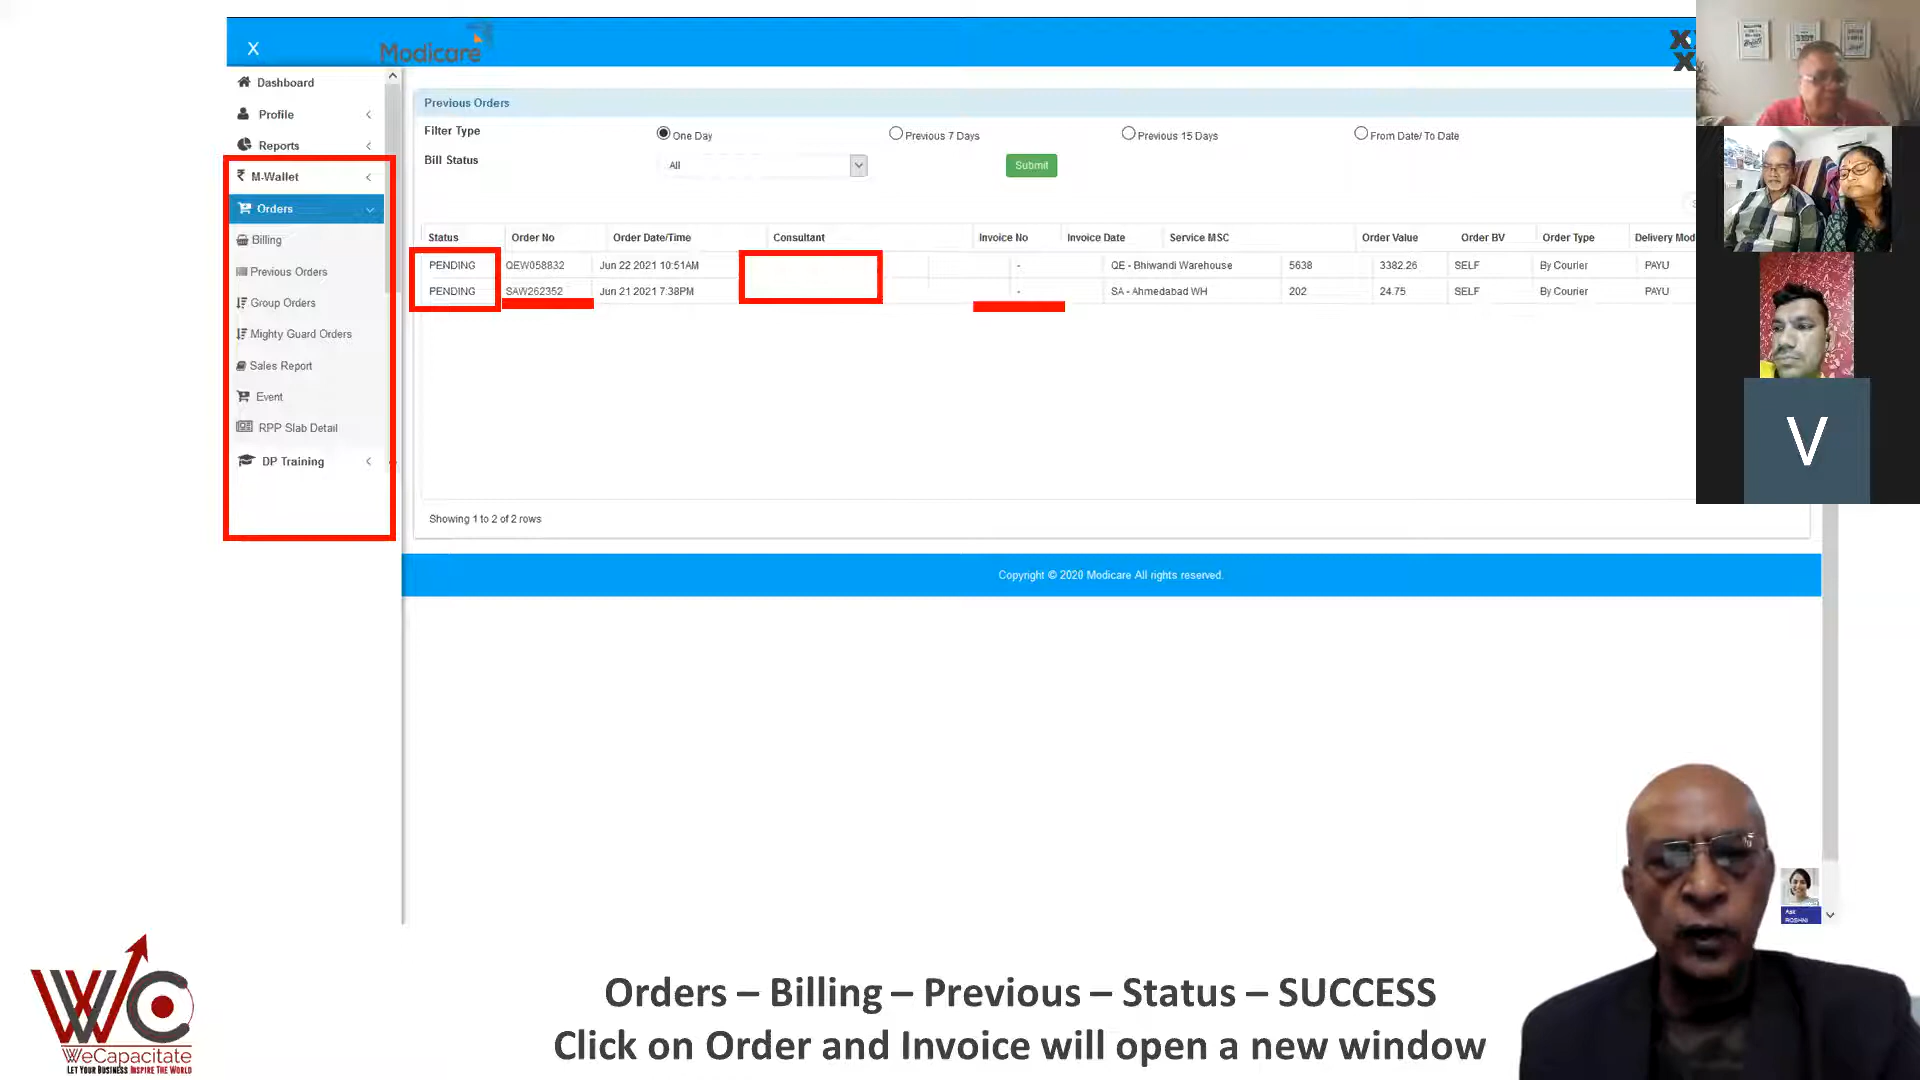 X
Modicare
Dashboard
Profile
Reports
M-Wallet
Orders
Billing
Previous Orders
Group Orders
Mighty Guard Orders
Sales Report
Event
RPP Slab Detail
DP Training
Previous Orders
Filter Type
One Day
Previous 7 Days
Previous 15 Days
From Date/ To Date
Bill Status
All
Submit
Status Order No Order Date/Time Consultant Invoice No Invoice Date Service MSC Order Value Order BV Order Type Delivery Mod
PENDING QEW058832 Jun 22 2021 10:51AM - QE - Bhiwandi Warehouse 5638 3382.26 SELF By Courier PAYU
PENDING SAW262352 Jun 21 2021 7:38PM - SA - Ahmedabad WH 202 24.75 SELF By Courier PAYU
Showing 1 to 2 of 2 rows
Copyright © 2020 Modicare All rights reserved.
V
Ask
ROSHNI
Orders – Billing – Previous – Status – SUCCESS
Click on Order and Invoice will open a new window
WC
WeCapacitate
LET YOUR BUSINESS INSPIRE THE WORLD